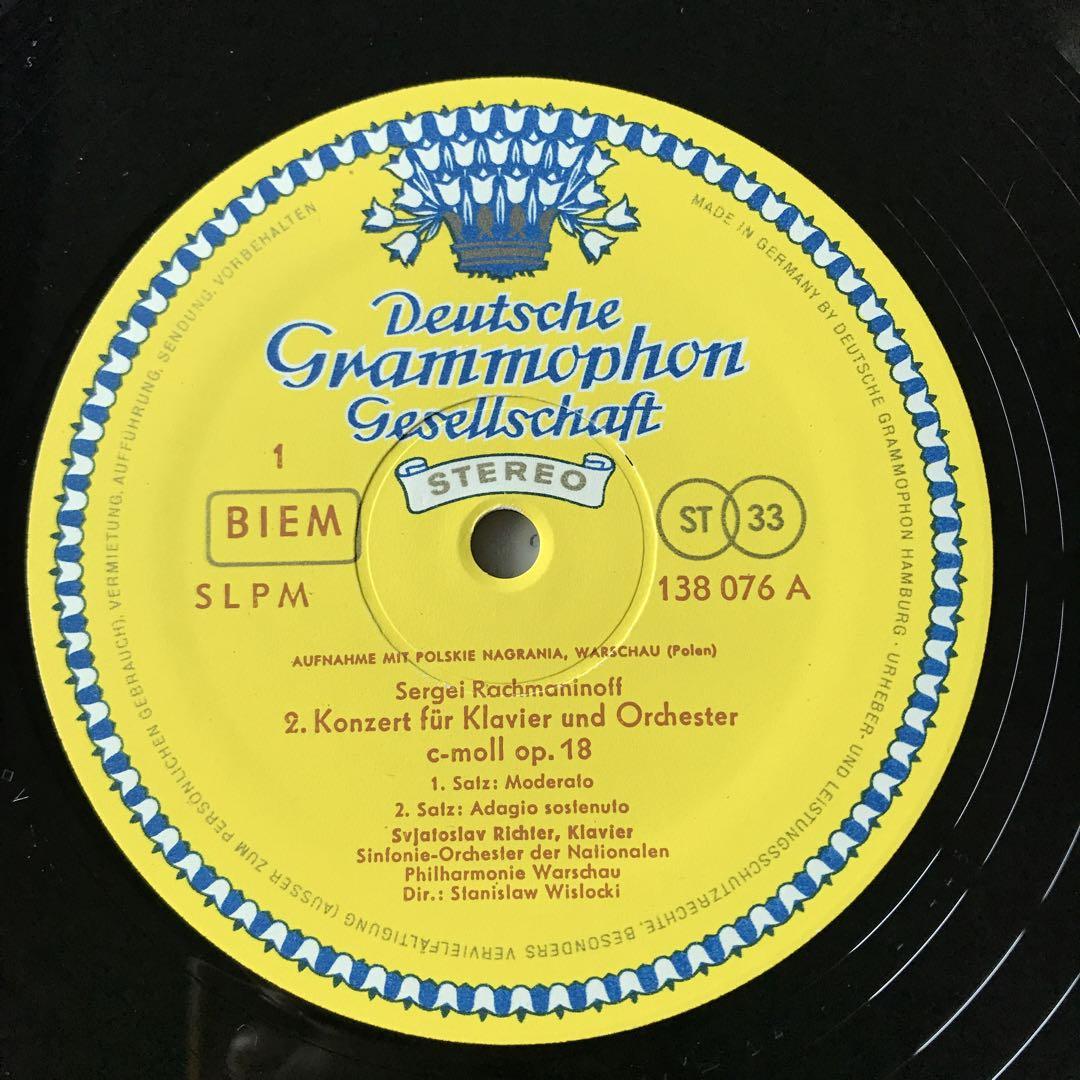 Deutsche
Grammophon
Gesellschaft
STEREO
1
BIEM
SLPM
ST 33
138 076 A
AUFNAHME MIT POLSKIE NAGRANIA, WARSCHAU (Polen)
Sergei Rachmaninoff
2. Konzert für Klavier und Orchester
c-moll op. 18
1. Satz: Moderato
2. Satz: Adagio sostenuto
Svjatoslav Richter, Klavier
Sinfonie-Orchester der Nationalen
Philharmonie Warschau
Dir.: Stanislaw Wislocki
MADE IN GERMANY BY DEUTSCHE GRAMMOPHON HAMBURG · URHEBER- UND LEISTUNGSSCHUTZRECHTE, BESONDERS VERVIELFÄLTIGUNG (AUSSER ZUM PERSÖNLICHEN GEBRAUCH), VERMIETUNG, AUFFÜHRUNG, SENDUNG, VORBEHALTEN